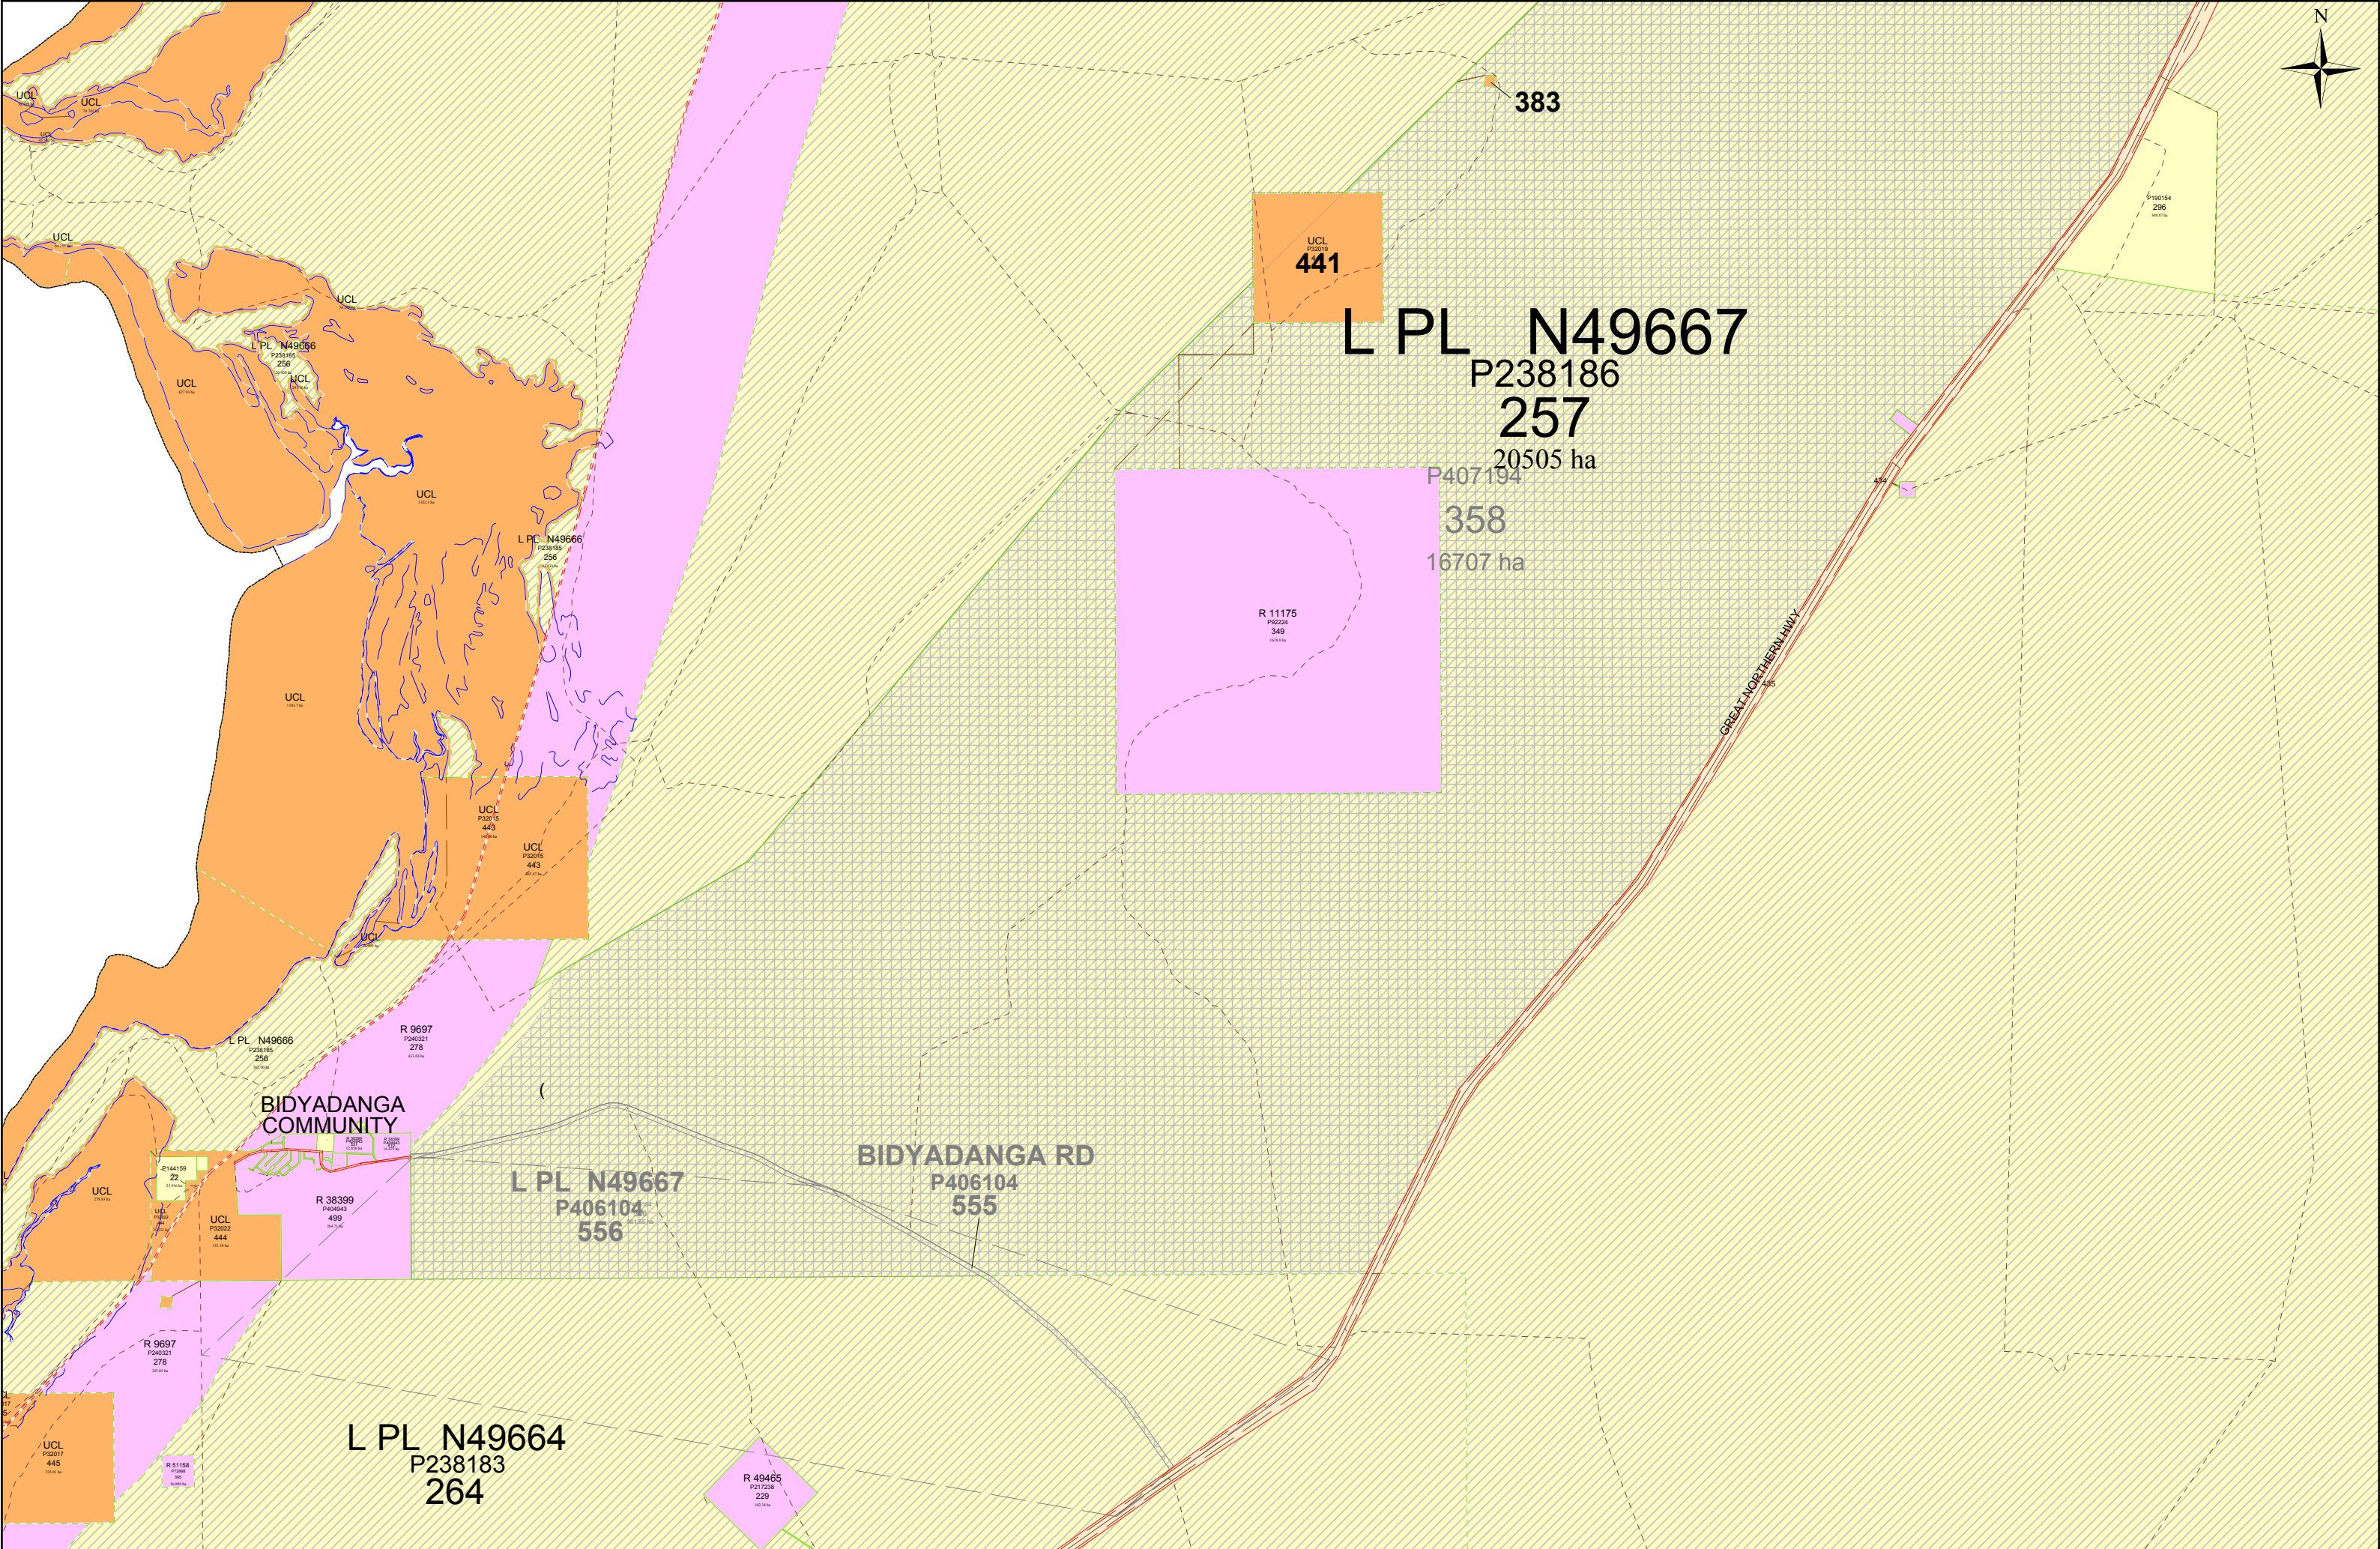 N
UCL
UCL
UCL
383
P190154
296
UCL
UCL
P32019
441
UCL
L PL N49667
P238186
257
20505 ha
L PL N49666
P238185
256
UCL
UCL
P407194
358
16707 ha
434
UCL
L PL N49666
P238185
256
R 11175
P92224
349
GREAT NORTHERN HWY
435
UCL
UCL
P32015
443
UCL
P32015
443
UCL
R 9697
P240321
278
L PL N49666
P238185
256
(
BIDYADANGA
COMMUNITY
P144159
22
UCL
UCL
P32022
444
R 38399
P404943
499
L PL N49667
P406104
556
BIDYADANGA RD
P406104
555
R 9697
P240321
278
UCL
P32017
445
R 51158
L PL N49664
P238183
264
R 49465
P217238
229